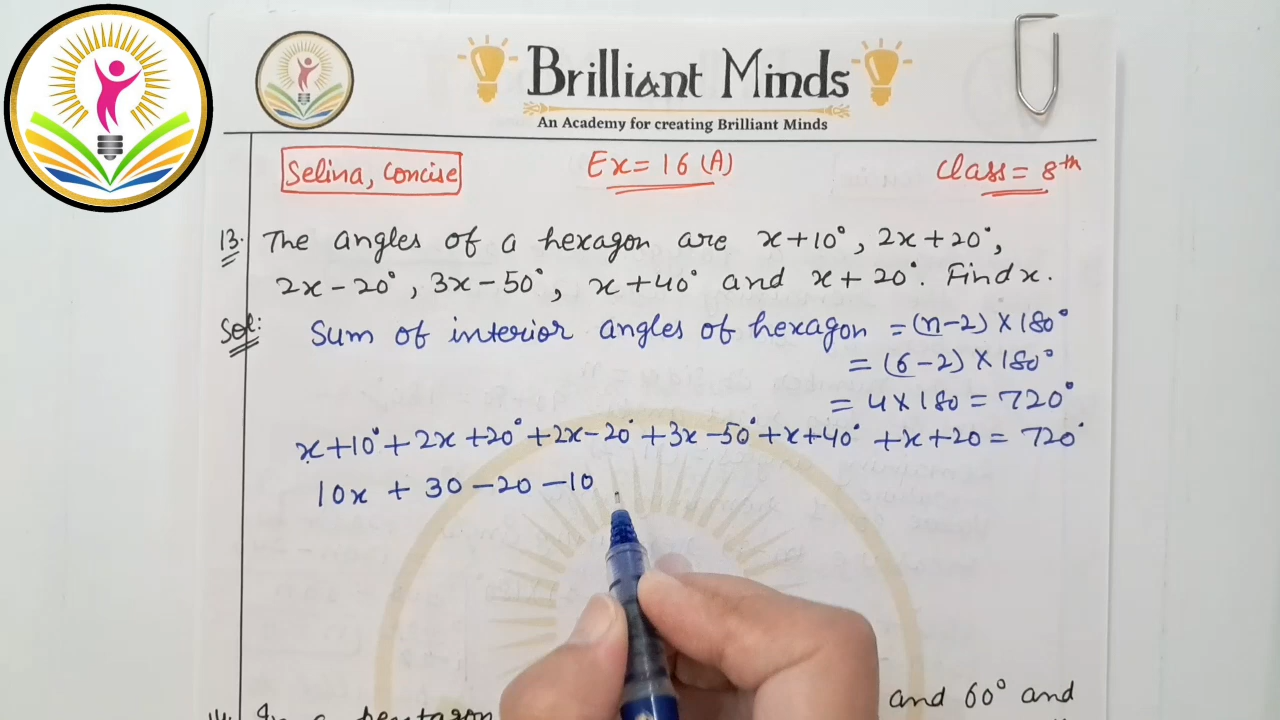 Brilliant Minds
An Academy for creating Brilliant Minds
Selina, Concise Ex = 16 (A) Class = 8th
13. The angles of a hexagon are x+10°, 2x+20°,
2x-20°, 3x-50°, x+40° and x+20°. Find x.
Sol: Sum of interior angles of hexagon = (n-2) × 180°
= (6-2) × 180°
= 4 × 180 = 720°
x+10°+2x+20°+2x-20°+3x-50°+x+40°+x+20=720°
10x + 30 - 20 - 10
14. In a pentagon and 60° and